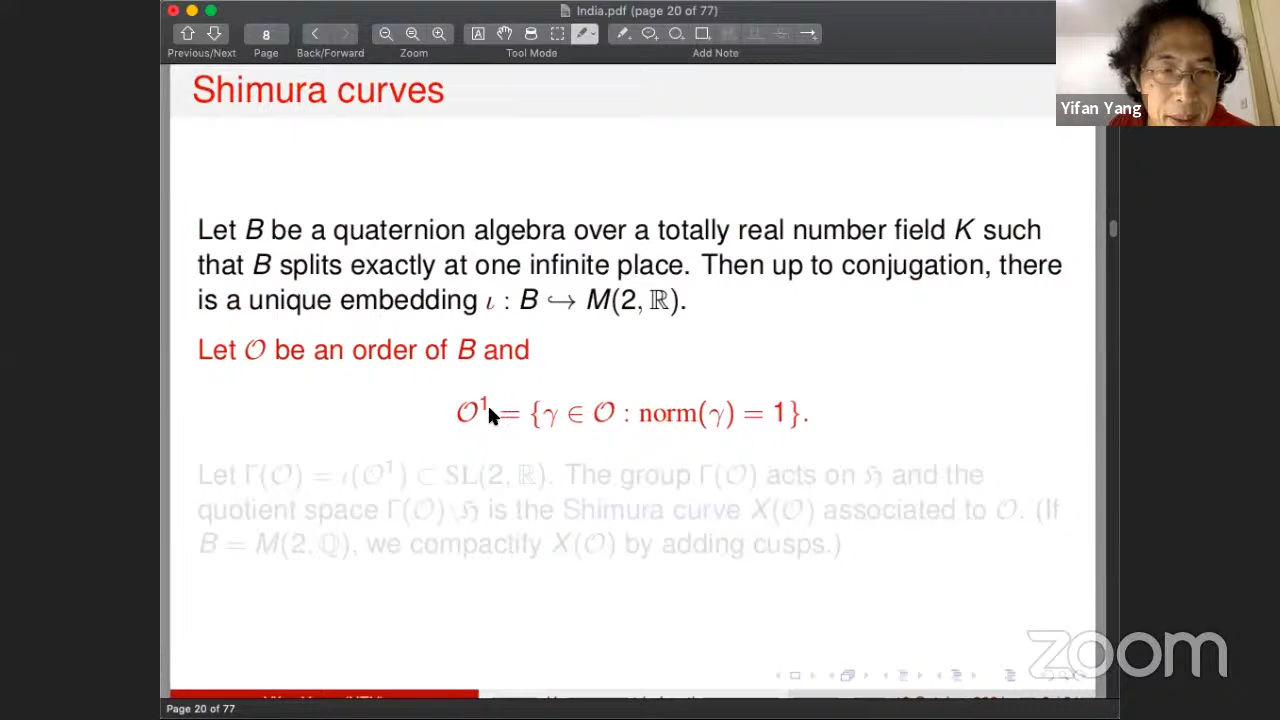 India.pdf (page 20 of 77)
8
Previous/Next Page Back/Forward Zoom Tool Mode Add Note
Shimura curves
Yifan Yang
Let B be a quaternion algebra over a totally real number field K such
that B splits exactly at one infinite place. Then up to conjugation, there
is a unique embedding ι : B ↪ M(2, ℝ).
Let 𝒪 be an order of B and
𝒪¹ = {γ ∈ 𝒪 : norm(γ) = 1}.
Let Γ(𝒪) = ι(𝒪¹) ⊂ SL(2, ℝ). The group Γ(𝒪) acts on ℌ and the
quotient space Γ(𝒪)\ℌ is the Shimura curve X(𝒪) associated to 𝒪. (If
B = M(2, ℚ), we compactify X(𝒪) by adding cusps.)
zoom
Page 20 of 77